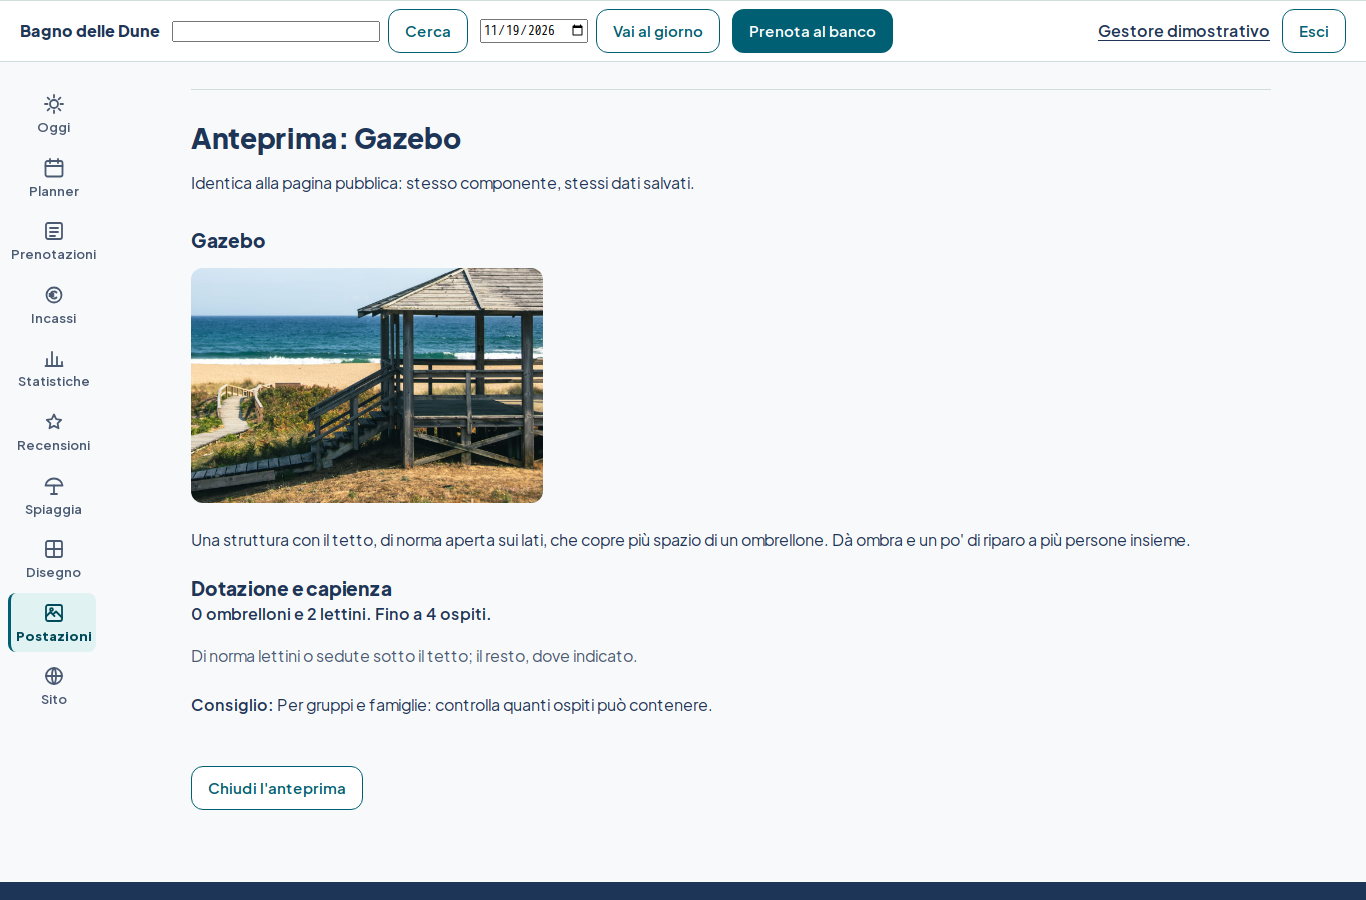 Bagno delle Dune
Cerca
11/19/2026
Vai al giorno
Prenota al banco
Gestore dimostrativo
Esci
Oggi
Planner
Prenotazioni
Incassi
Statistiche
Recensioni
Spiaggia
Disegno
Postazioni
Sito
Anteprima: Gazebo
Identica alla pagina pubblica: stesso componente, stessi dati salvati.
Gazebo
Una struttura con il tetto, di norma aperta sui lati, che copre più spazio di un ombrellone. Dà ombra e un po' di riparo a più persone insieme.
Dotazione e capienza
0 ombrelloni e 2 lettini. Fino a 4 ospiti.
Di norma lettini o sedute sotto il tetto; il resto, dove indicato.
Consiglio: Per gruppi e famiglie: controlla quanti ospiti può contenere.
Chiudi l'anteprima